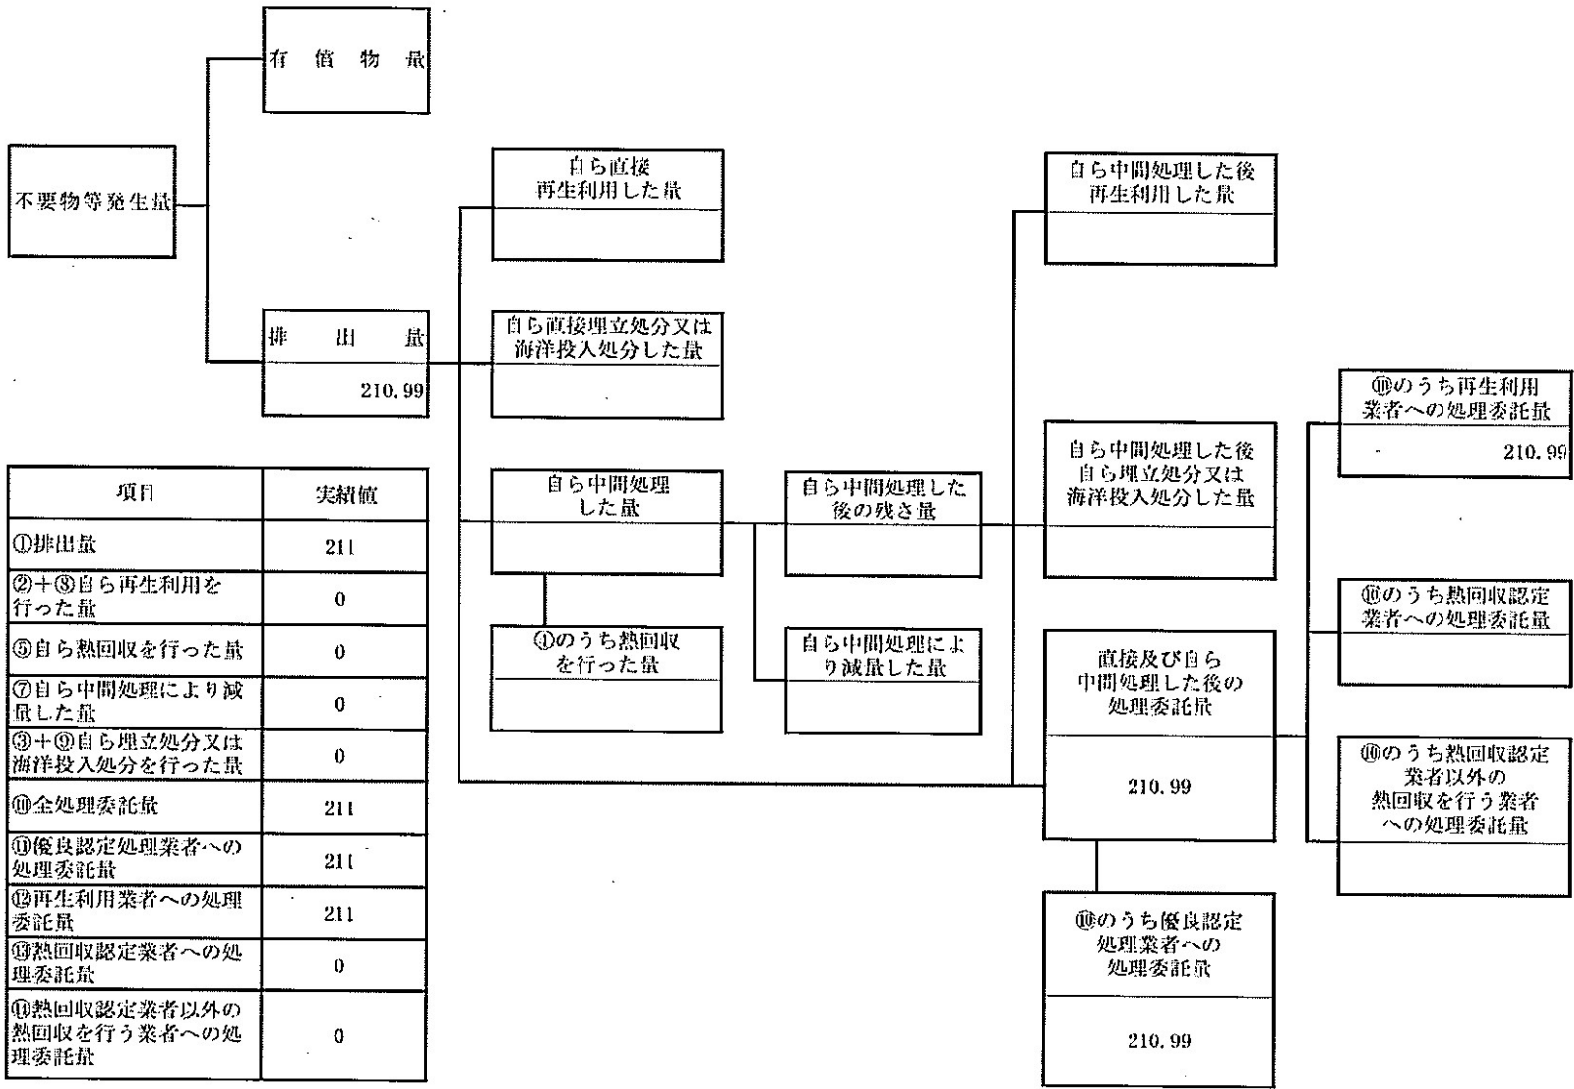 有償物量
不要物等発生量
排出量
210.99
自ら直接
再生利用した量
自ら直接埋立処分又は
海洋投入処分した量
自ら中間処理
した量
④のうち熱回収
を行った量
自ら中間処理した
後の残さ量
自ら中間処理によ
り減量した量
自ら中間処理した後
再生利用した量
自ら中間処理した後
自ら埋立処分又は
海洋投入処分した量
直接及び自ら
中間処理した後の
処理委託量
210.99
⑩のうち優良認定
処理業者への
処理委託量
210.99
⑩のうち再生利用
業者への処理委託量
210.99
⑩のうち熱回収認定
業者への処理委託量
⑩のうち熱回収認定
業者以外の
熱回収を行う業者
への処理委託量
項目 実績値
①排出量 211
②+⑧自ら再生利用を
行った量 0
⑤自ら熱回収を行った量 0
⑦自ら中間処理により減
量した量 0
③+⑨自ら埋立処分又は
海洋投入処分を行った量 0
⑩全処理委託量 211
⑪優良認定処理業者への
処理委託量 211
⑫再生利用業者への処理
委託量 211
⑬熱回収認定業者への処
理委託量 0
⑭熱回収認定業者以外の
熱回収を行う業者への処
理委託量 0